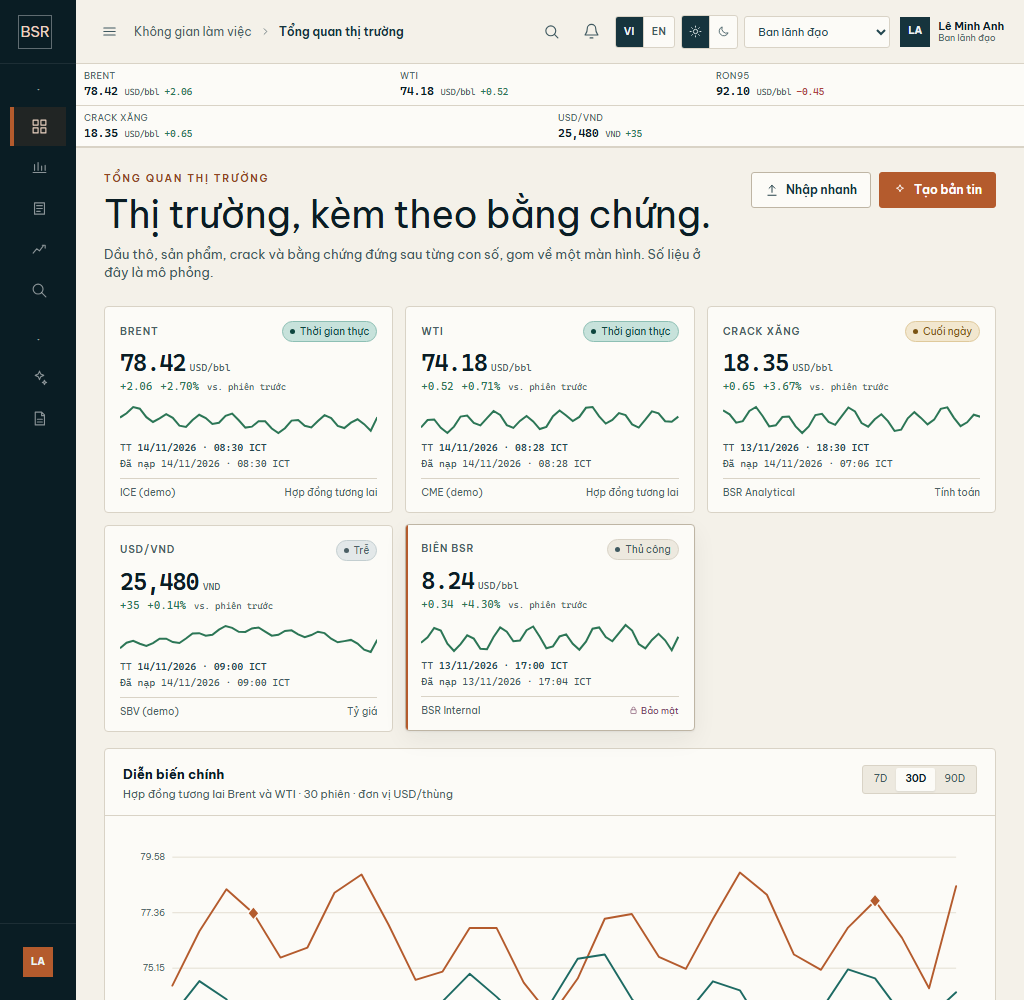 BSR
Không gian làm việc
Tổng quan thị trường
VI
EN
Ban lãnh đạo
LA
Lê Minh Anh
Ban lãnh đạo
BRENT
78.42 USD/bbl +2.06
WTI
74.18 USD/bbl +0.52
RON95
92.10 USD/bbl −0.45
CRACK XĂNG
18.35 USD/bbl +0.65
USD/VND
25,480 VND +35
TỔNG QUAN THỊ TRƯỜNG
Thị trường, kèm theo bằng chứng.
Dầu thô, sản phẩm, crack và bằng chứng đứng sau từng con số, gom về một màn hình. Số liệu ở
đây là mô phỏng.
Nhập nhanh
Tạo bản tin
BRENT
Thời gian thực
78.42 USD/bbl
+2.06 +2.70% vs. phiên trước
TT 14/11/2026 · 08:30 ICT
Đã nạp 14/11/2026 · 08:30 ICT
ICE (demo)
Hợp đồng tương lai
WTI
Thời gian thực
74.18 USD/bbl
+0.52 +0.71% vs. phiên trước
TT 14/11/2026 · 08:28 ICT
Đã nạp 14/11/2026 · 08:28 ICT
CME (demo)
Hợp đồng tương lai
CRACK XĂNG
Cuối ngày
18.35 USD/bbl
+0.65 +3.67% vs. phiên trước
TT 13/11/2026 · 18:30 ICT
Đã nạp 14/11/2026 · 07:06 ICT
BSR Analytical
Tính toán
USD/VND
Trễ
25,480 VND
+35 +0.14% vs. phiên trước
TT 14/11/2026 · 09:00 ICT
Đã nạp 14/11/2026 · 09:00 ICT
SBV (demo)
Tỷ giá
BIÊN BSR
Thủ công
8.24 USD/bbl
+0.34 +4.30% vs. phiên trước
TT 13/11/2026 · 17:00 ICT
Đã nạp 13/11/2026 · 17:04 ICT
BSR Internal
Bảo mật
Diễn biến chính
Hợp đồng tương lai Brent và WTI · 30 phiên · đơn vị USD/thùng
7D
30D
90D
79.58
77.36
75.15
LA